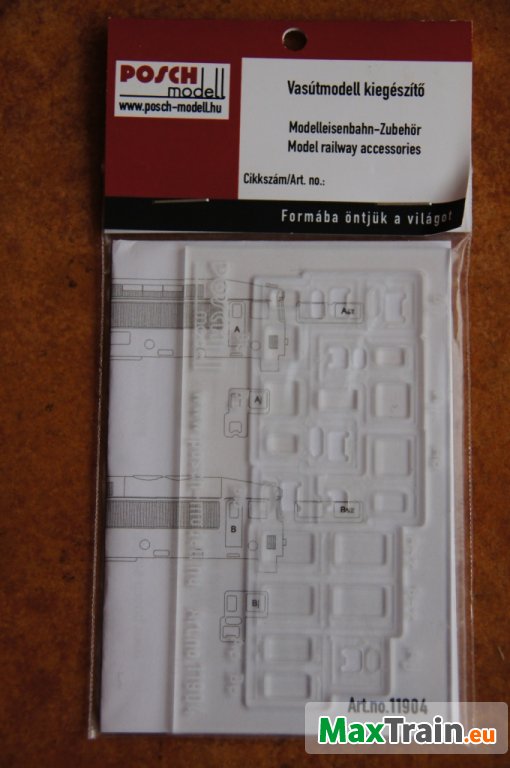 POSCH
modell
www.posch-modell.hu
Vasútmodell kiegészítő
Modelleisenbahn-Zubehör
Model railway accessories
Cikkszám/Art. no.:
Formába öntjük a világot
A
A
B
B
Art.no.11904
MaxTrain.eu